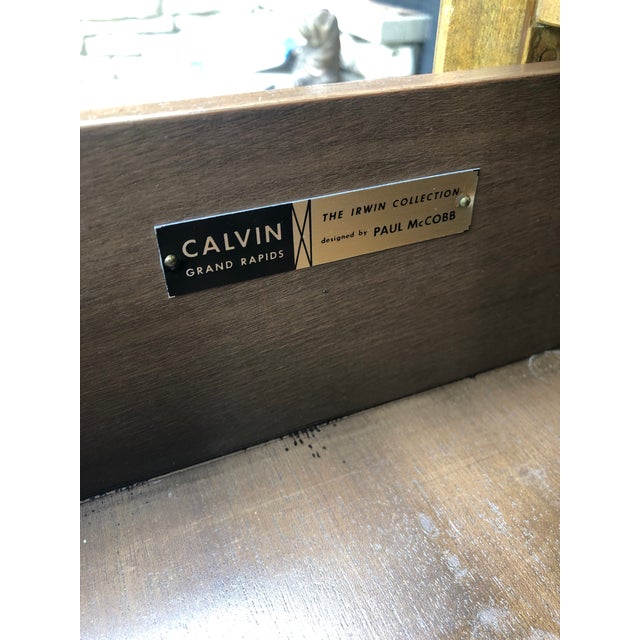 CALVIN
GRAND RAPIDS
THE IRWIN COLLECTION
designed by PAUL McCOBB